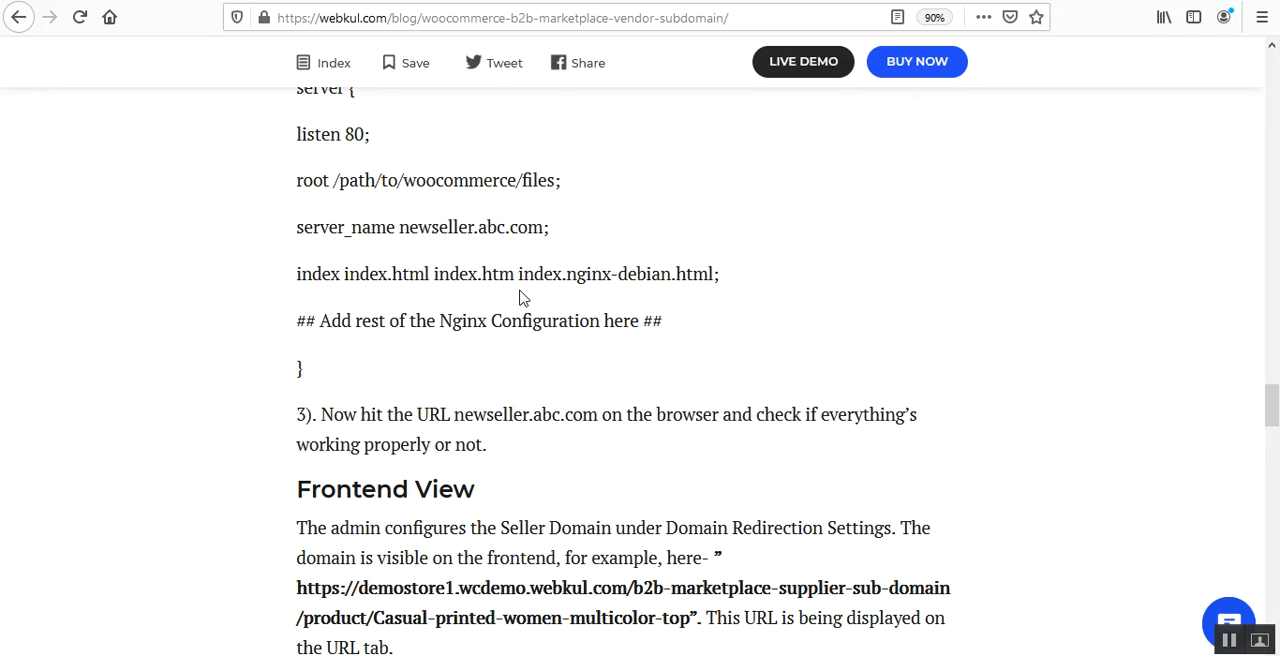 https://webkul.com/blog/woocommerce-b2b-marketplace-vendor-subdomain/
90%
Index
Save
Tweet
Share
LIVE DEMO
BUY NOW
server {
listen 80;
root /path/to/woocommerce/files;
server_name newseller.abc.com;
index index.html index.htm index.nginx-debian.html;
## Add rest of the Nginx Configuration here ##
}
3). Now hit the URL newseller.abc.com on the browser and check if everything’s
working properly or not.
Frontend View
The admin configures the Seller Domain under Domain Redirection Settings. The
domain is visible on the frontend, for example, here- ”
https://demostore1.wcdemo.webkul.com/b2b-marketplace-supplier-sub-domain
/product/Casual-printed-women-multicolor-top”. This URL is being displayed on
the URL tab.